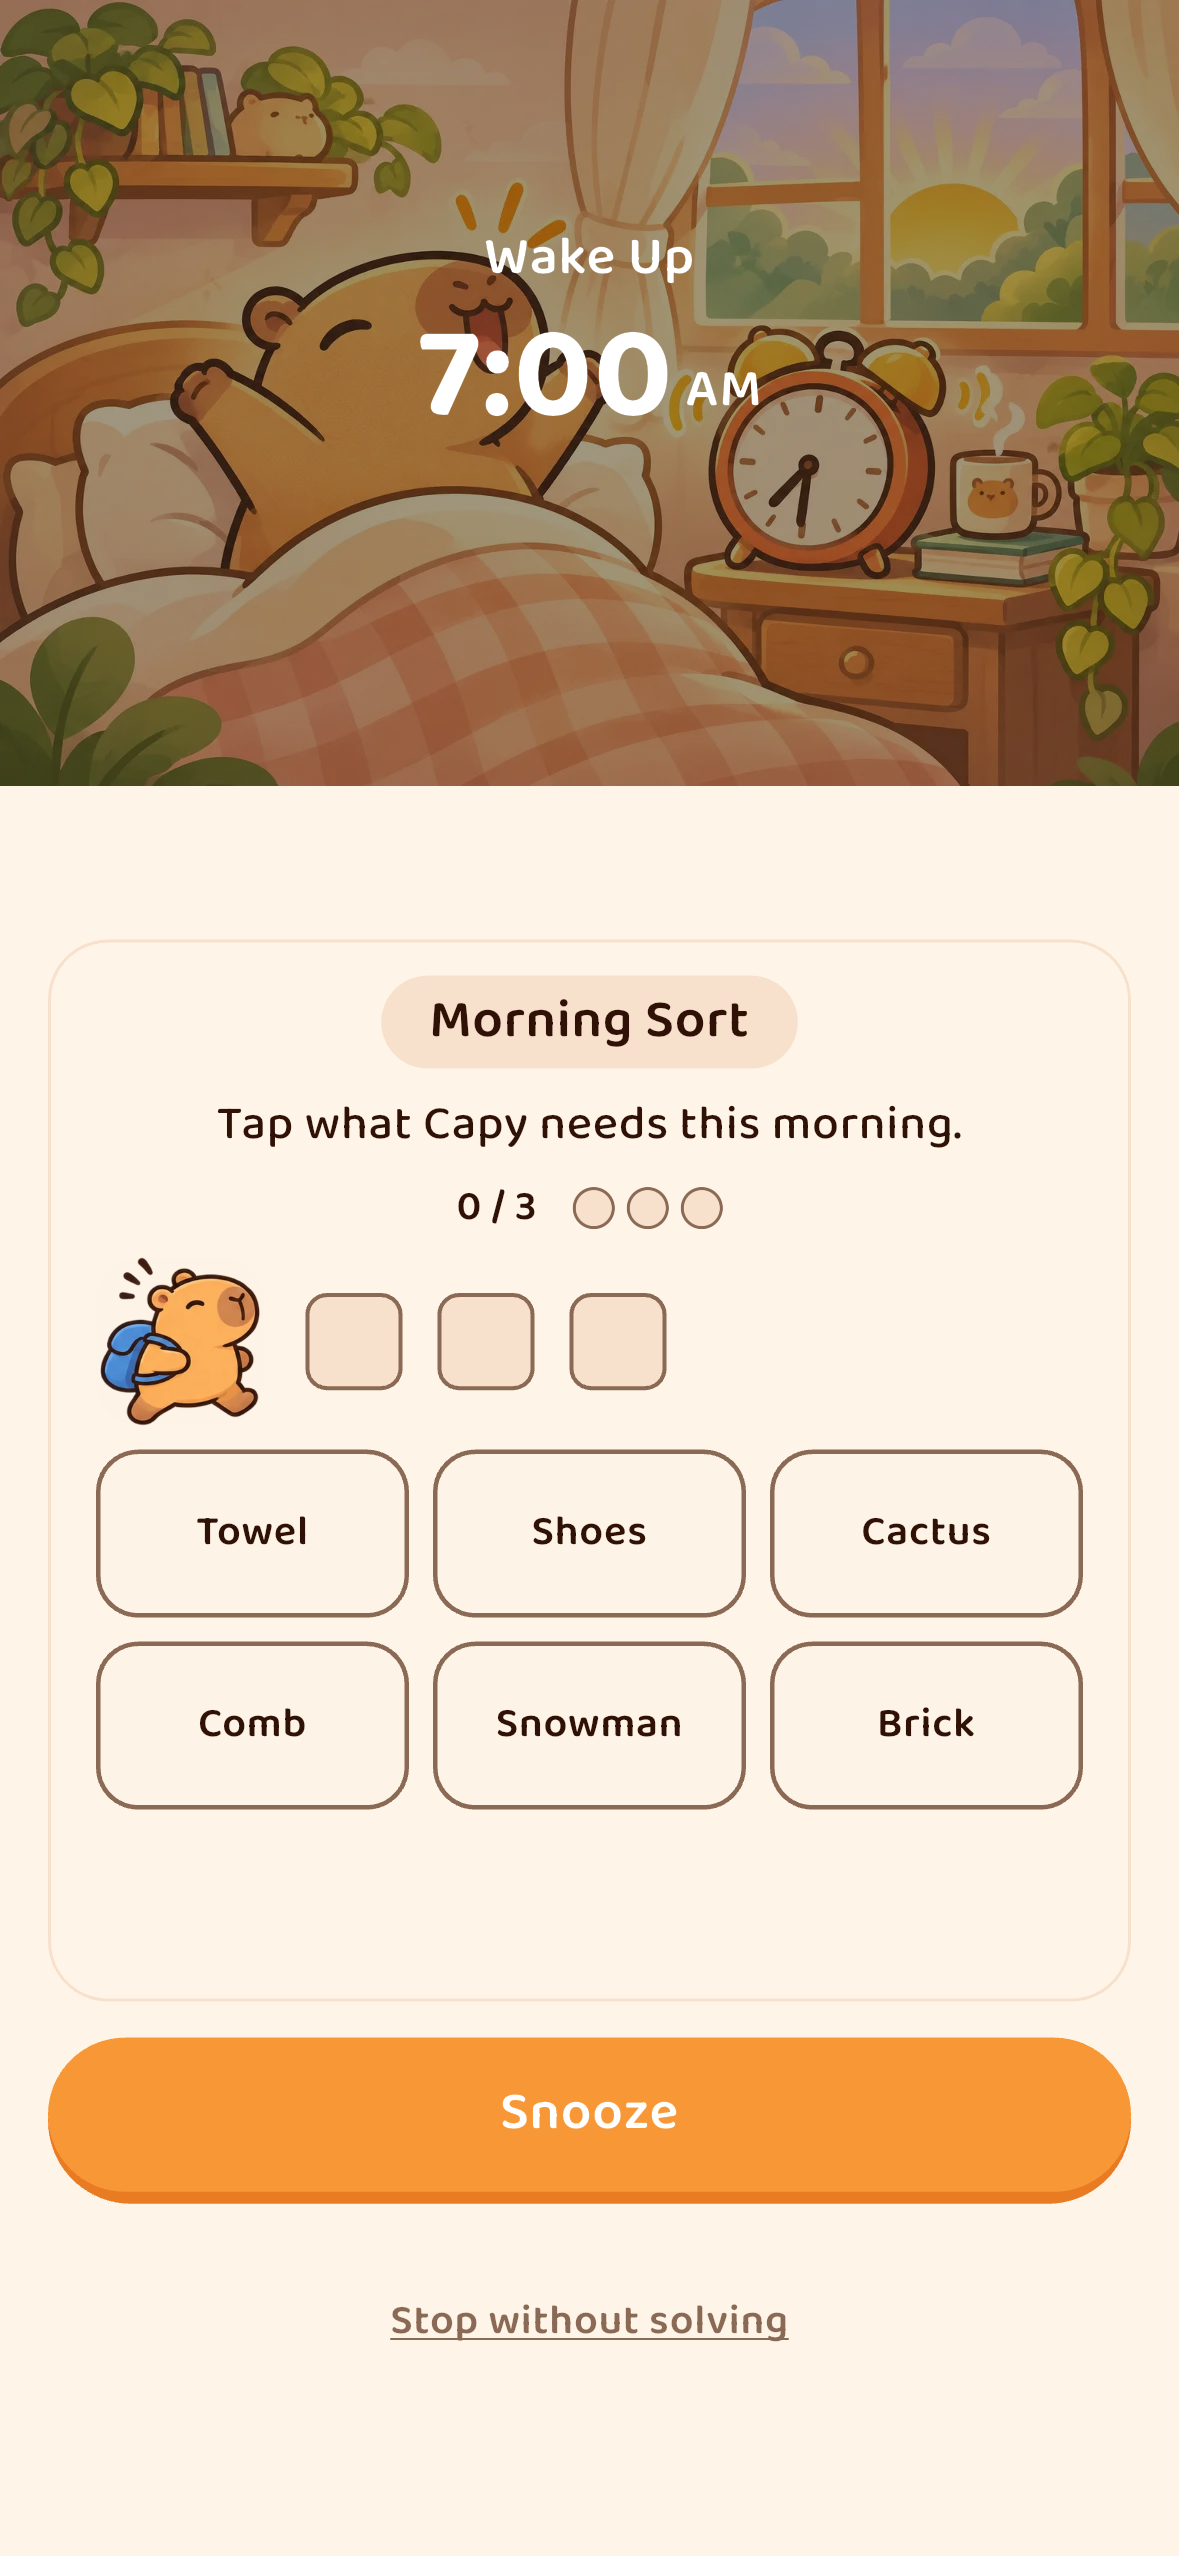 Wake Up
7:00 AM
Morning Sort
Tap what Capy needs this morning.
0 / 3
Towel
Shoes
Cactus
Comb
Snowman
Brick
Snooze
Stop without solving